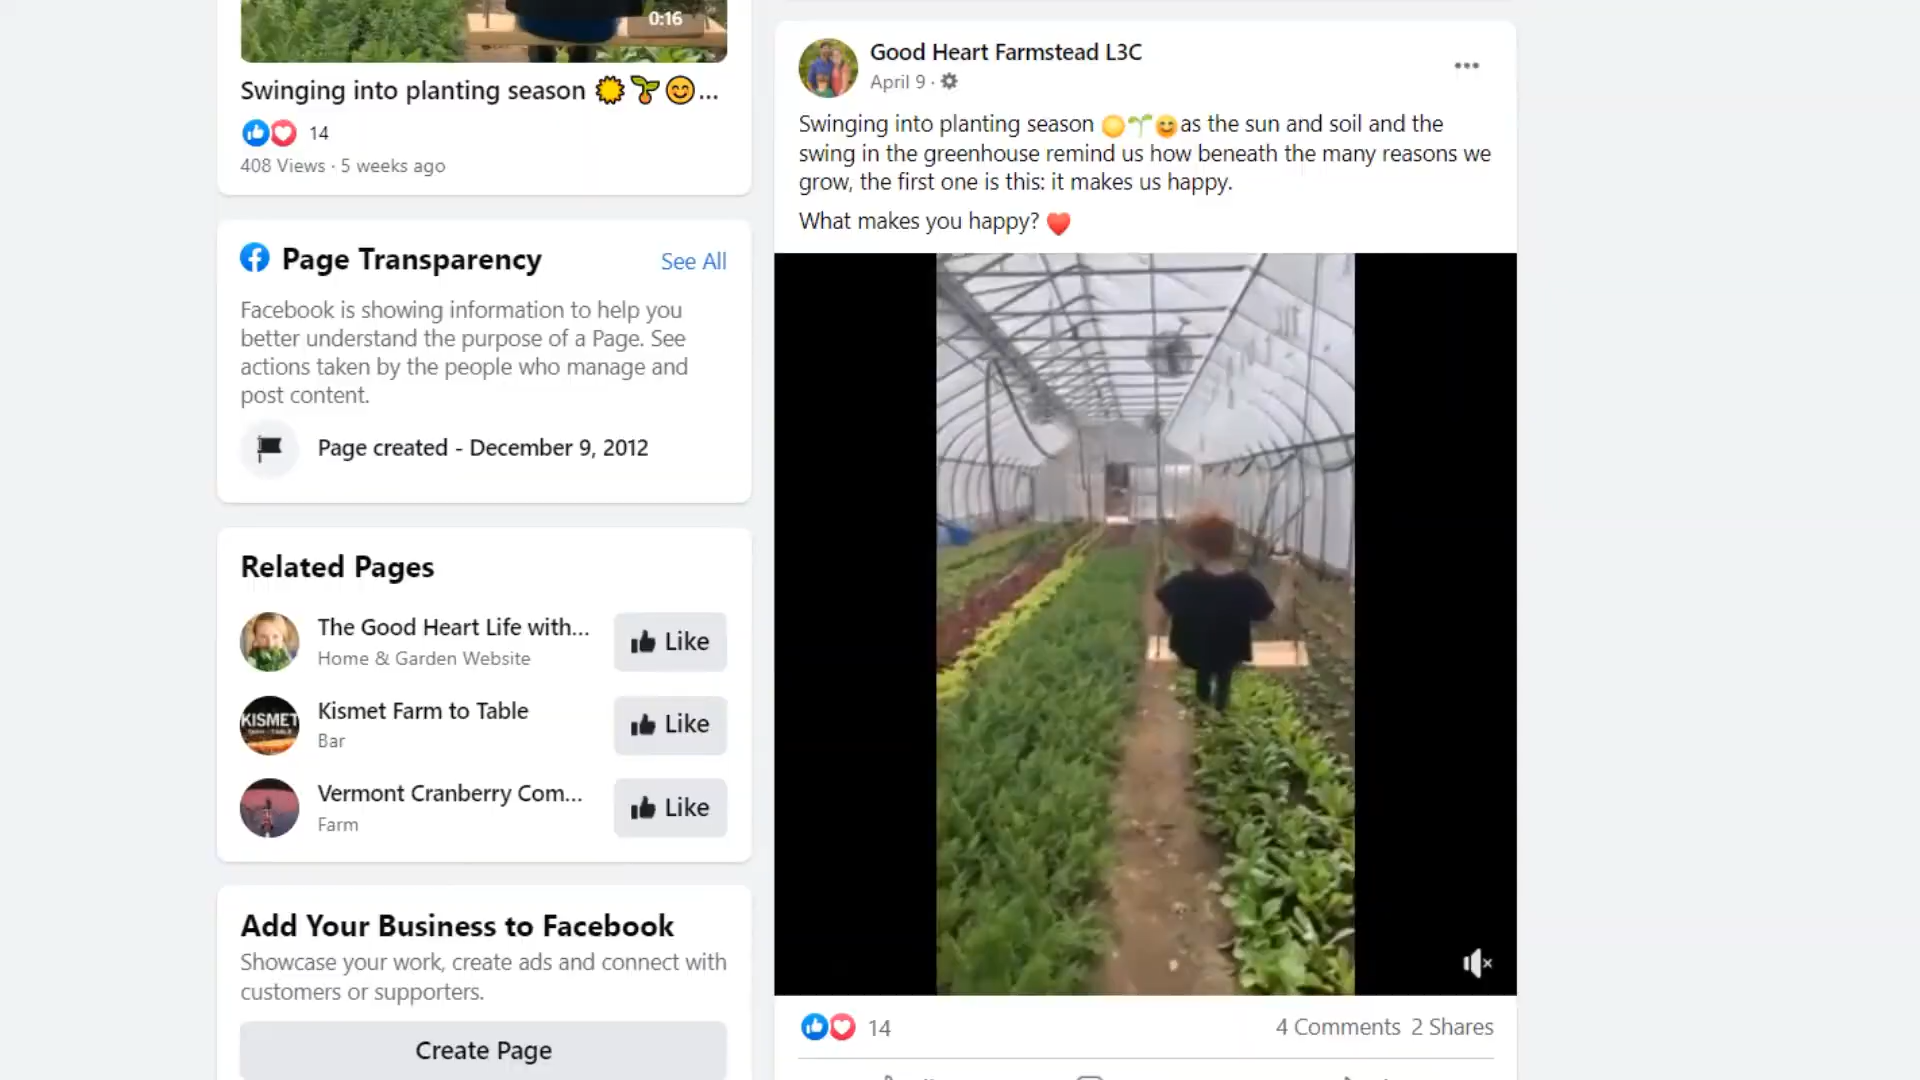 0:16
Swinging into planting season 🌞🌱😊...
14
408 Views · 5 weeks ago
Page Transparency
See All
Facebook is showing information to help you
better understand the purpose of a Page. See
actions taken by the people who manage and
post content.
Page created - December 9, 2012
Related Pages
The Good Heart Life with...
Home & Garden Website
Like
KISMET
Kismet Farm to Table
Bar
Like
Vermont Cranberry Com...
Farm
Like
Add Your Business to Facebook
Showcase your work, create ads and connect with
customers or supporters.
Create Page
Good Heart Farmstead L3C
April 9 ·
Swinging into planting season 🌞🌱😊as the sun and soil and the
swing in the greenhouse remind us how beneath the many reasons we
grow, the first one is this: it makes us happy.
What makes you happy? ❤️
14
4 Comments 2 Shares